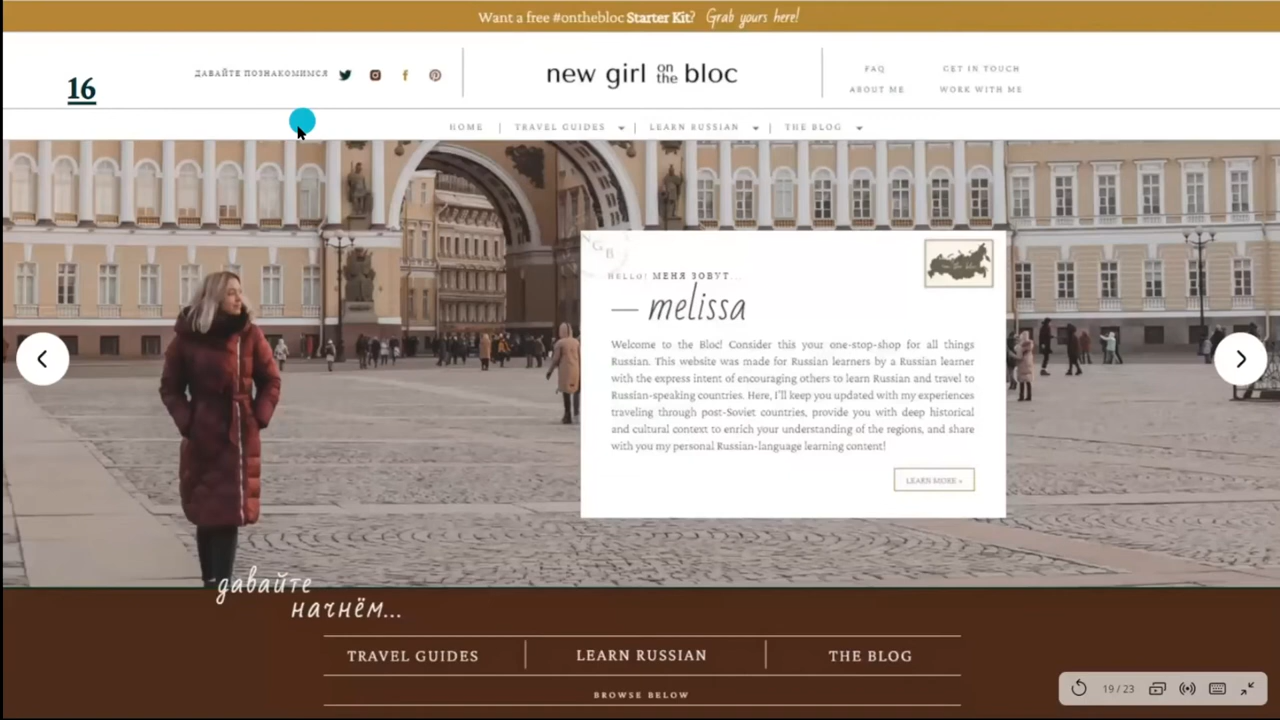 Want a free #onthebloc Starter Kit? Grab yours here!
16
ДАВАЙТЕ ПОЗНАКОМИМСЯ
new girl on the bloc
FAQ
GET IN TOUCH
ABOUT ME
WORK WITH ME
HOME | TRAVEL GUIDES | LEARN RUSSIAN | THE BLOG
NGB
HELLO! МЕНЯ ЗОВУТ...
— melissa
Welcome to the Bloc! Consider this your one-stop-shop for all things
Russian. This website was made for Russian learners by a Russian learner
with the express intent of encouraging others to learn Russian and travel to
Russian-speaking countries. Here, I'll keep you updated with my experiences
traveling through post-Soviet countries, provide you with deep historical
and cultural context to enrich your understanding of the regions, and share
with you my personal Russian-language learning content!
LEARN MORE »
давайте
начнём...
TRAVEL GUIDES
LEARN RUSSIAN
THE BLOG
BROWSE BELOW
19 / 23